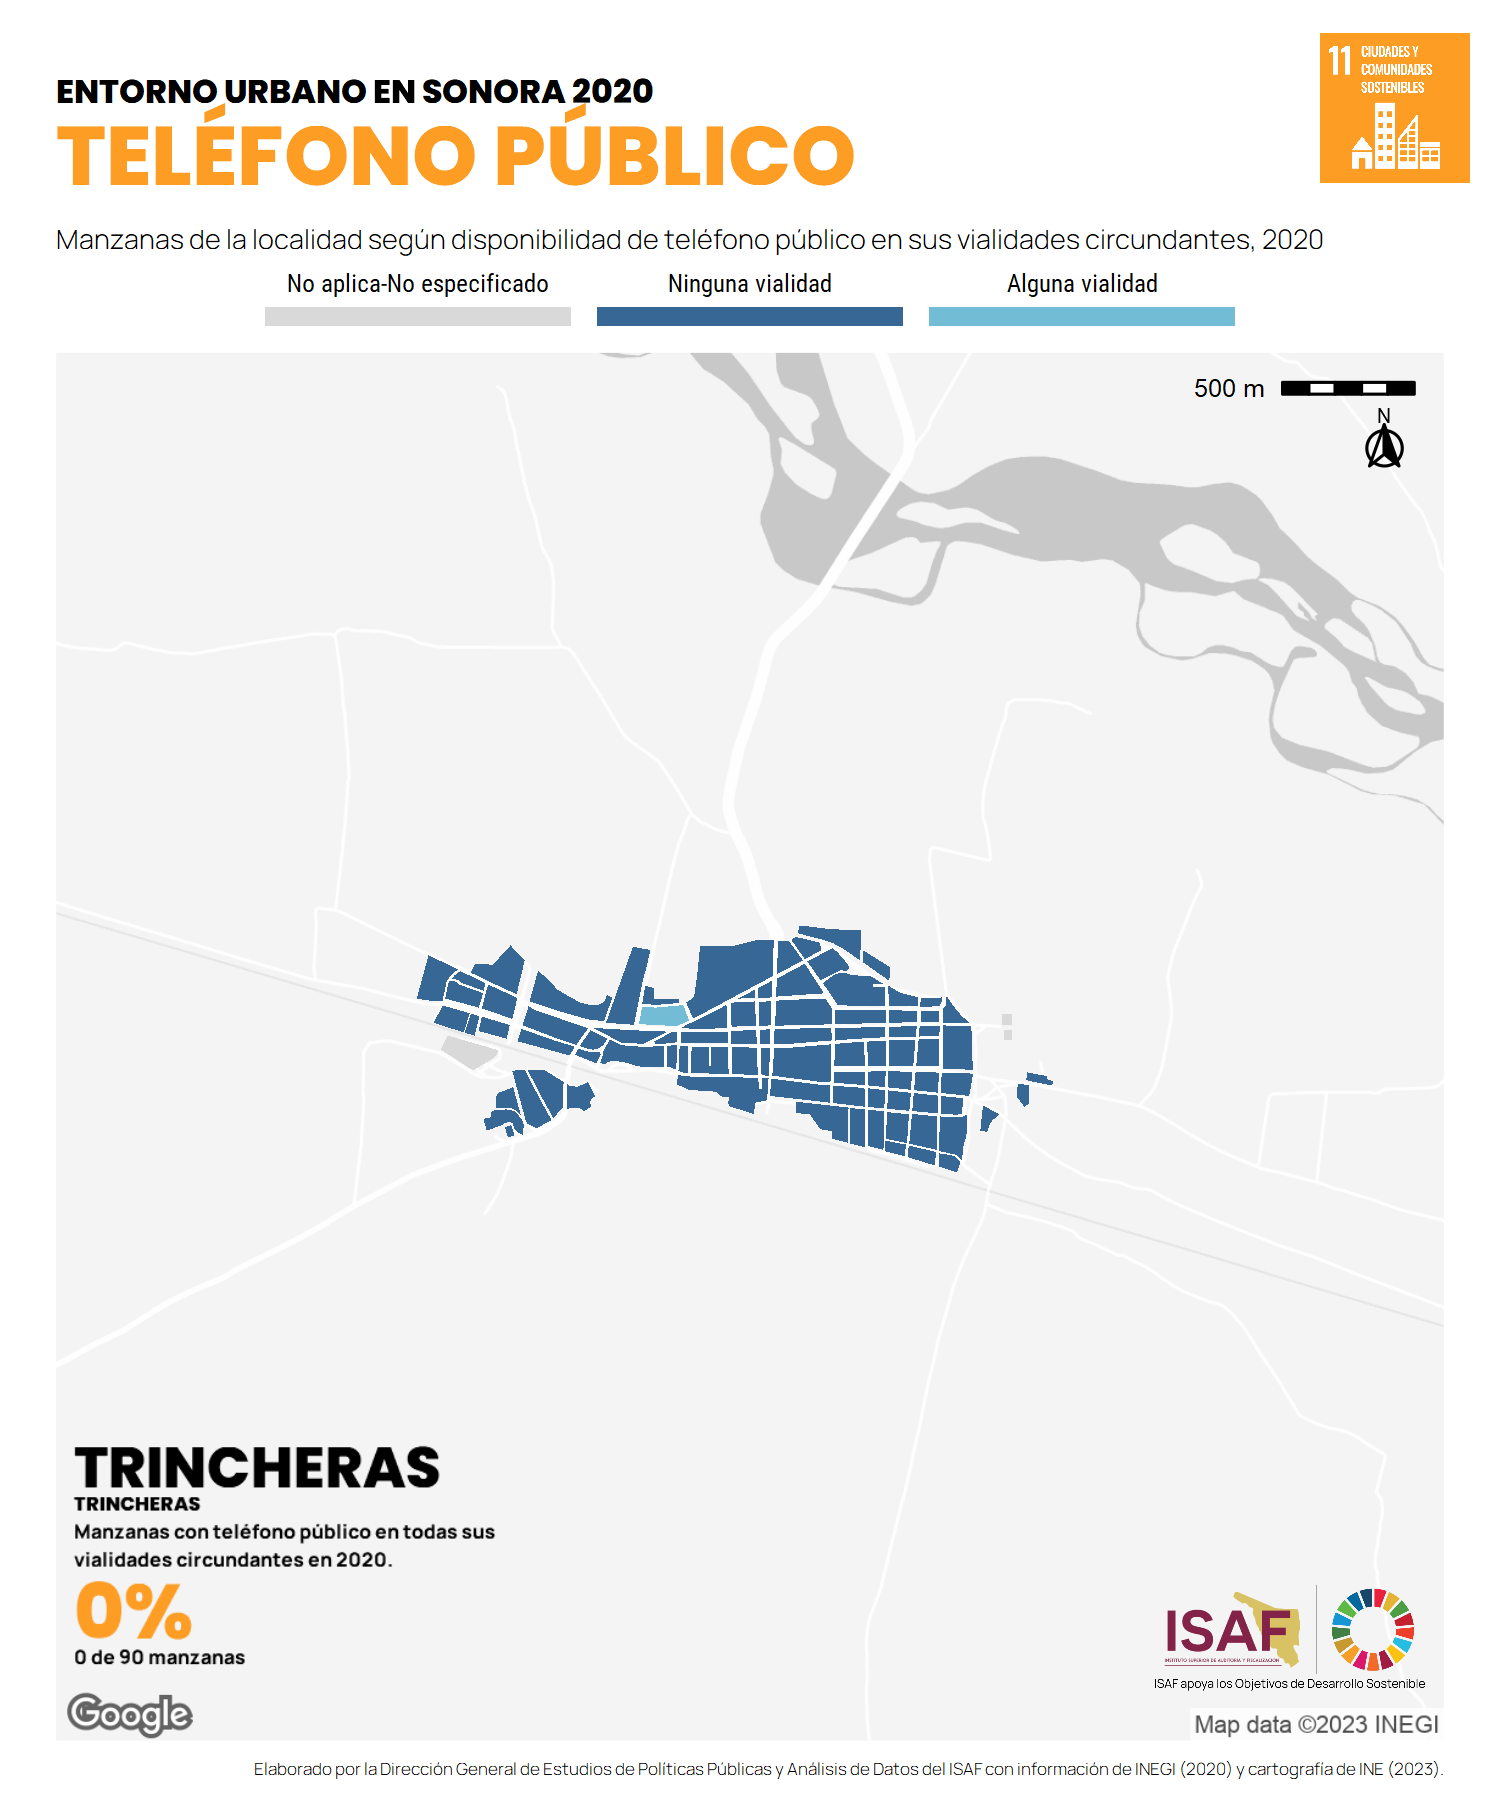 ENTORNO URBANO EN SONORA 2020
TELÉFONO PÚBLICO
11 CIUDADES Y
COMUNIDADES
SOSTENIBLES
Manzanas de la localidad según disponibilidad de teléfono público en sus vialidades circundantes, 2020
No aplica-No especificado
Ninguna vialidad
Alguna vialidad
500 m
N
TRINCHERAS
TRINCHERAS
Manzanas con teléfono público en todas sus
vialidades circundantes en 2020.
0%
0 de 90 manzanas
ISAF
INSTITUTO SUPERIOR DE AUDITORÍA Y FISCALIZACIÓN
ISAF apoya los Objetivos de Desarrollo Sostenible
Google
Map data ©2023 INEGI
Elaborado por la Dirección General de Estudios de Políticas Públicas y Análisis de Datos del ISAF con información de INEGI (2020) y cartografía de INE (2023).